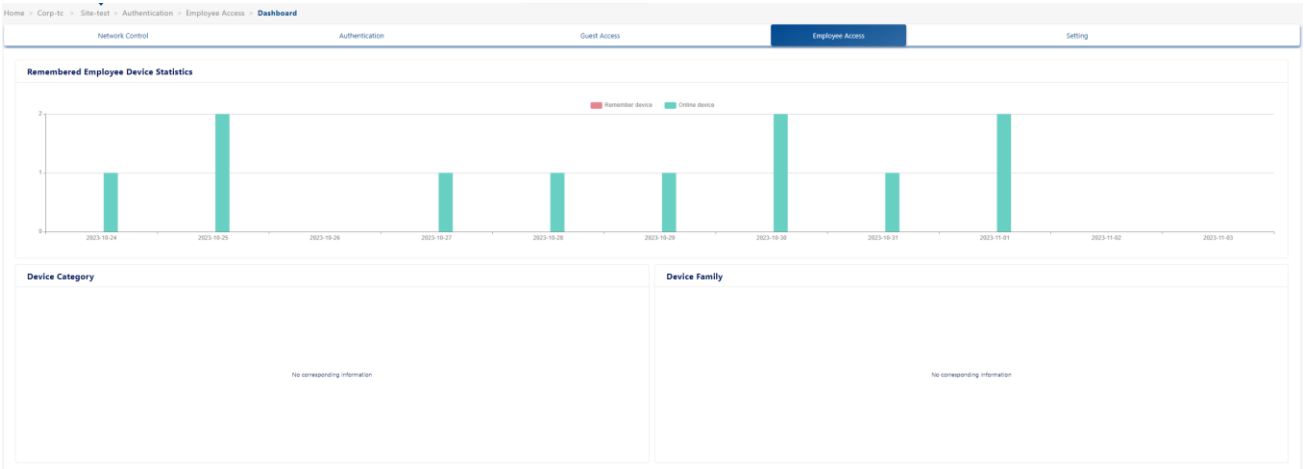 Home > Corp-tc > Site-test > Authentication > Employee Access > Dashboard
Network Control Authentication Guest Access Employee Access Setting
Remembered Employee Device Statistics
Remember device Online device
2
1
0
2023-10-24 2023-10-25 2023-10-26 2023-10-27 2023-10-28 2023-10-29 2023-10-30 2023-10-31 2023-11-01 2023-11-02 2023-11-03
Device Category Device Family
No corresponding information No corresponding information